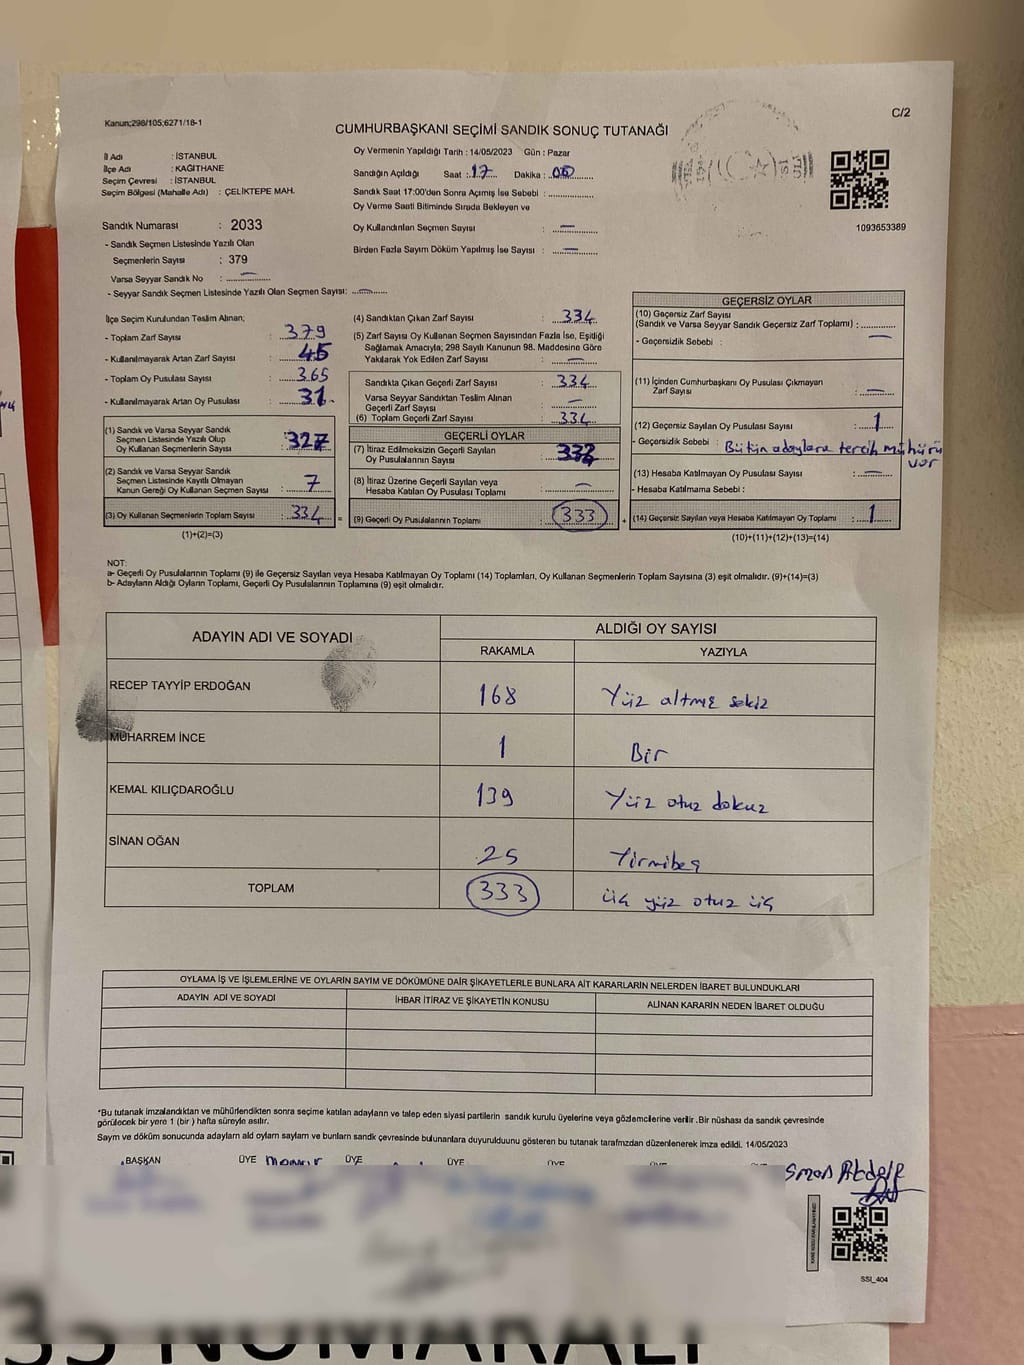 Kanun;298/105;6271/18-1
C/2
CUMHURBAŞKANI SEÇİMİ SANDIK SONUÇ TUTANAĞI
İl Adı : İSTANBUL
İlçe Adı : KAĞITHANE
Seçim Çevresi : İSTANBUL
Seçim Bölgesi (Mahalle Adı) : ÇELİKTEPE MAH.
Oy Vermenin Yapıldığı Tarih : 14/05/2023 Gün : Pazar
Sandığın Açıldığı Saat :.17.... Dakika :..00
Sandık Saat 17:00'den Sonra Açımış İse Sebebi :
Oy Verme Saati Bitiminde Sırada Bekleyen ve
Oy Kullandırılan Seçmen Sayısı : —
Birden Fazla Sayım Döküm Yapılmış İse Sayısı : —
1093653389
Sandık Numarası : 2033
- Sandık Seçmen Listesinde Yazılı Olan
Seçmenlerin Sayısı : 379
Varsa Seyyar Sandık No : —
- Seyyar Sandık Seçmen Listesinde Yazılı Olan Seçmen Sayısı: —
İlçe Seçim Kurulundan Teslim Alınan;
- Toplam Zarf Sayısı : 379
- Kullanılmayarak Artan Zarf Sayısı : 45
- Toplam Oy Pusulası Sayısı : 365
- Kullanılmayarak Artan Oy Pusulası : 31
(1) Sandık ve Varsa Seyyar Sandık
Seçmen Listesinde Yazılı Olup
Oy Kullanan Seçmenlerin Sayısı : 327
(2) Sandık ve Varsa Seyyar Sandık
Seçmen Listesinde Kayıtlı Olmayan
Kanun Gereği Oy Kullanan Seçmen Sayısı : 7
(3) Oy Kullanan Seçmenlerin Toplam Sayısı : 334 =
(1)+(2)=(3)
(4) Sandıktan Çıkan Zarf Sayısı : 334
(5) Zarf Sayısı Oy Kullanan Seçmen Sayısından Fazla İse, Eşitliği
Sağlamak Amacıyla; 298 Sayılı Kanunun 98. Maddesine Göre
Yakılarak Yok Edilen Zarf Sayısı : —
Sandıkta Çıkan Geçerli Zarf Sayısı : 334
Varsa Seyyar Sandıktan Teslim Alınan
Geçerli Zarf Sayısı : —
(6) Toplam Geçerli Zarf Sayısı : 334
GEÇERLİ OYLAR
(7) İtiraz Edilmeksizin Geçerli Sayılan
Oy Pusulalarının Sayısı :
(8) İtiraz Üzerine Geçerli Sayılan veya
Hesaba Katılan Oy Pusulası Toplamı : —
(9) Geçerli Oy Pusulalarının Toplamı : 333 +
GEÇERSİZ OYLAR
(10) Geçersiz Zarf Sayısı
(Sandık ve Varsa Seyyar Sandık Geçersiz Zarf Toplamı) :
- Geçersizlik Sebebi : —
(11) İçinden Cumhurbaşkanı Oy Pusulası Çıkmayan
Zarf Sayısı : —
(12) Geçersiz Sayılan Oy Pusulası Sayısı : 1
- Geçersizlik Sebebi : Bütün adaylara tercih mühürü
var
(13) Hesaba Katılmayan Oy Pusulası Sayısı : —
- Hesaba Katılmama Sebebi :
(14) Geçersiz Sayılan veya Hesaba Katılmayan Oy Toplamı : 1
(10)+(11)+(12)+(13)=(14)
NOT:
a- Geçerli Oy Pusulalarının Toplamı (9) ile Geçersiz Sayılan veya Hesaba Katılmayan Oy Toplamı (14) Toplamları, Oy Kullanan Seçmenlerin Toplam Sayısına (3) eşit olmalıdır. (9)+(14)=(3)
b- Adayların Aldığı Oyların Toplamı, Geçerli Oy Pusulalarının Toplamına (9) eşit olmalıdır.
ADAYIN ADI VE SOYADI ALDIĞI OY SAYISI
RAKAMLA YAZIYLA
RECEP TAYYİP ERDOĞAN 168 Yüz altmış sekiz
MUHARREM İNCE 1 Bir
KEMAL KILIÇDAROĞLU 139 Yüz otuz dokuz
SİNAN OĞAN 25 Yirmibeş
TOPLAM 333 üç yüz otuz üç
OYLAMA İŞ VE İŞLEMLERİNE VE OYLARIN SAYIM VE DÖKÜMÜNE DAİR ŞİKAYETLERLE BUNLARA AİT KARARLARIN NELERDEN İBARET BULUNDUKLARI
ADAYIN ADI VE SOYADI İHBAR İTİRAZ VE ŞİKAYETİN KONUSU ALINAN KARARIN NEDEN İBARET OLDUĞU
*Bu tutanak imzalandıktan ve mühürlendikten sonra seçime katılan adayların ve talep eden siyasi partilerin sandık kurulu üyelerine veya gözlemcilerine verilir. Bir nüshası da sandık çevresinde
görülecek bir yere 1 (bir) hafta süreyle asılır.
Sayım ve döküm sonucunda adayların aldı oyların sayıları ve bunların sandık çevresinde bulunanlara duyurulduunu gösteren bu tutanak tarafmzdan düzenlenerek imza edildi. 14/05/2023
BAŞKAN ÜYE ÜYE ÜYE ÜYE
SSI_404
NUMARALI